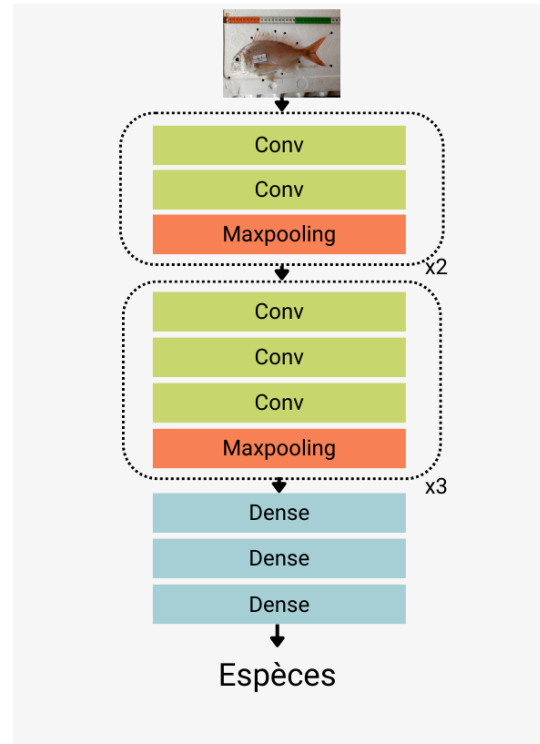 Conv
Conv
Maxpooling
x2
Conv
Conv
Conv
Maxpooling
x3
Dense
Dense
Dense
Espèces